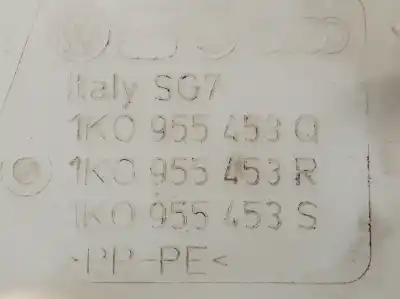 Italy SG7
1K0 955 453 Q
1K0 955 453 R
1K0 955 453 S
>PP-PE<